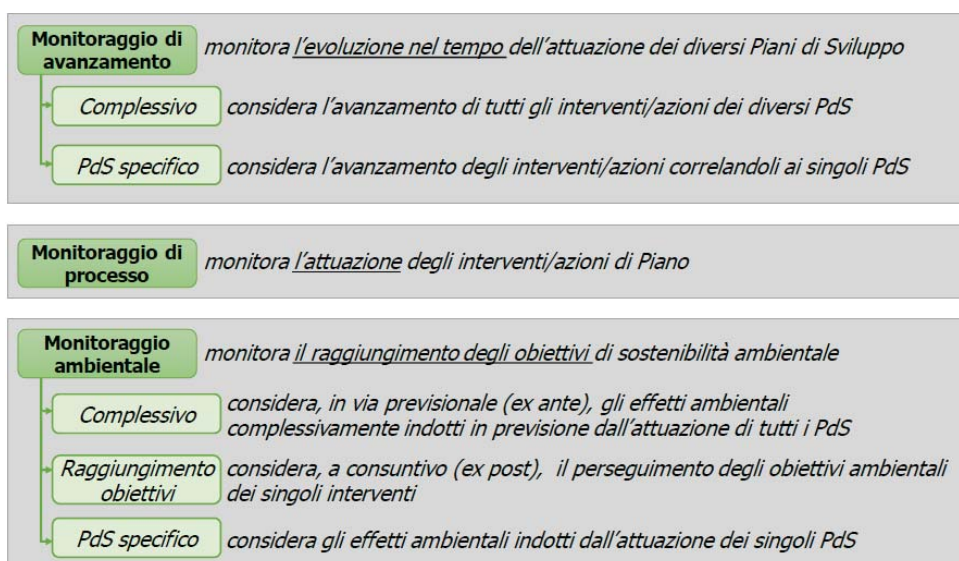 Monitoraggio di
avanzamento
monitora l'evoluzione nel tempo dell'attuazione dei diversi Piani di Sviluppo
Complessivo
considera l'avanzamento di tutti gli interventi/azioni dei diversi PdS
PdS specifico
considera l'avanzamento degli interventi/azioni correlandoli ai singoli PdS
Monitoraggio di
processo
monitora l'attuazione degli interventi/azioni di Piano
Monitoraggio
ambientale
monitora il raggiungimento degli obiettivi di sostenibilità ambientale
Complessivo
considera, in via previsionale (ex ante), gli effetti ambientali
complessivamente indotti in previsione dall'attuazione di tutti i PdS
Raggiungimento
obiettivi
considera, a consuntivo (ex post), il perseguimento degli obiettivi ambientali
dei singoli interventi
PdS specifico
considera gli effetti ambientali indotti dall'attuazione dei singoli PdS